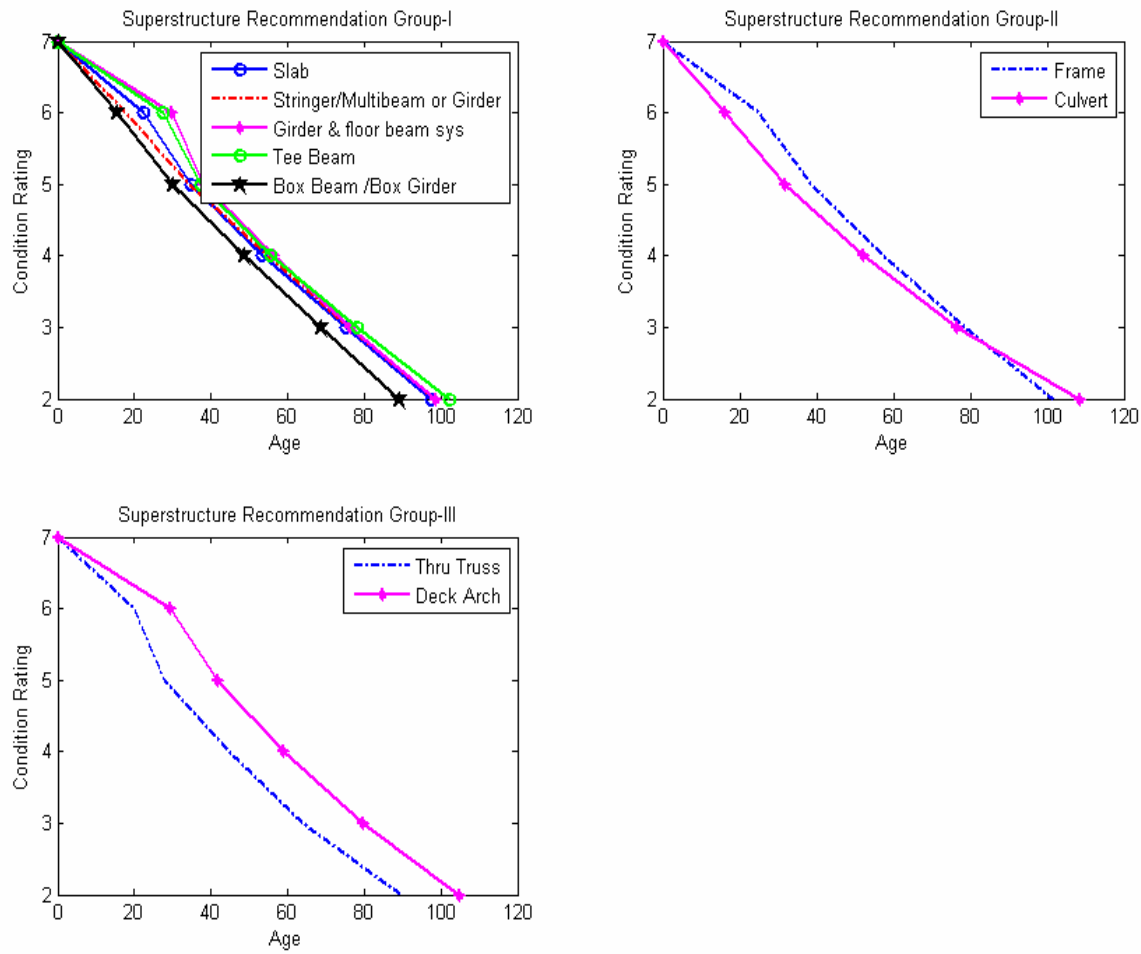 Superstructure Recommendation Group-I
7
6
5
4
3
2
Condition Rating
Slab
Stringer/Multibeam or Girder
Girder & floor beam sys
Tee Beam
Box Beam /Box Girder
0 20 40 60 80 100 120
Age
Superstructure Recommendation Group-II
7
6
5
4
3
2
Condition Rating
Frame
Culvert
0 20 40 60 80 100 120
Age
Superstructure Recommendation Group-III
7
6
5
4
3
2
Condition Rating
Thru Truss
Deck Arch
0 20 40 60 80 100 120
Age